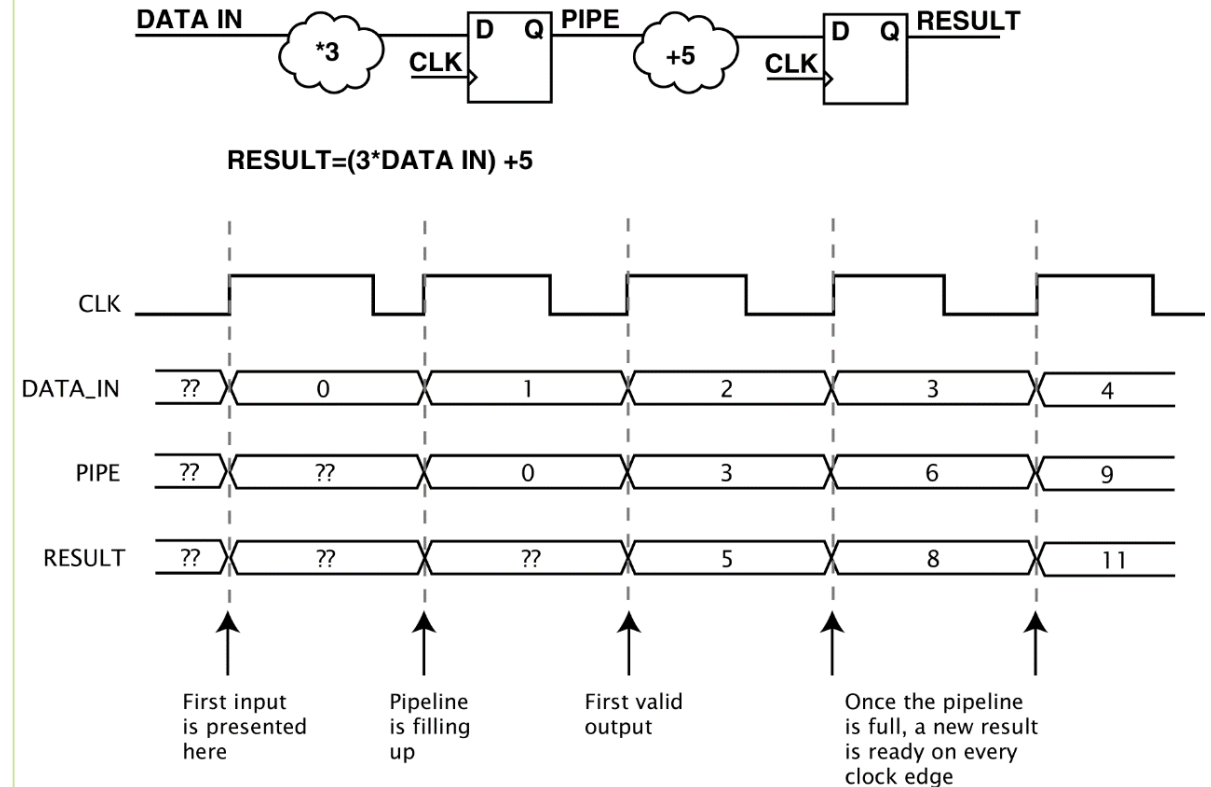 DATA IN
*3
D Q
CLK
PIPE
+5
D Q
CLK
RESULT
RESULT=(3*DATA IN) +5
CLK
DATA_IN ?? 0 1 2 3 4
PIPE ?? ?? 0 3 6 9
RESULT ?? ?? ?? 5 8 11
First input
is presented
here
Pipeline
is filling
up
First valid
output
Once the pipeline
is full, a new result
is ready on every
clock edge